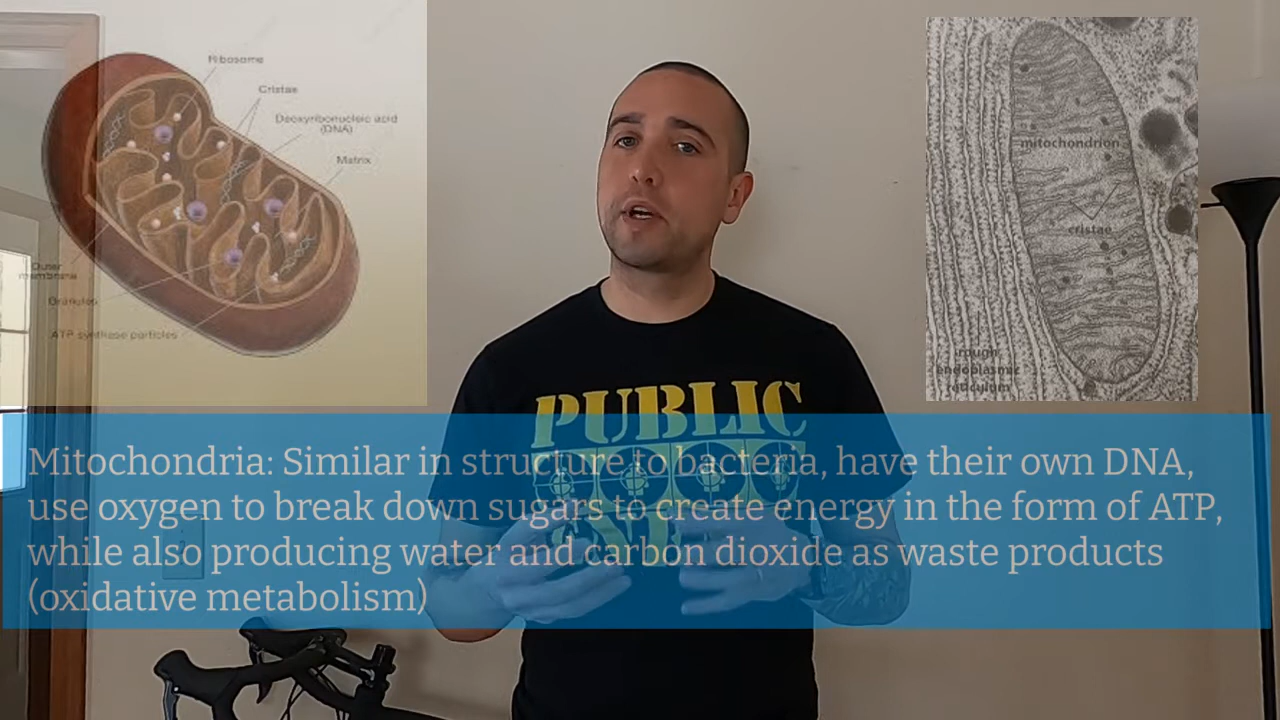 Ribosome
Cristae
Deoxyribonucleic acid
(DNA)
Matrix
Outer
membrane
Granules
ATP synthase particles
mitochondrion
cristae
rough
endoplasmic
reticulum
PUBLIC
Mitochondria: Similar in structure to bacteria, have their own DNA,
use oxygen to break down sugars to create energy in the form of ATP,
while also producing water and carbon dioxide as waste products
(oxidative metabolism)